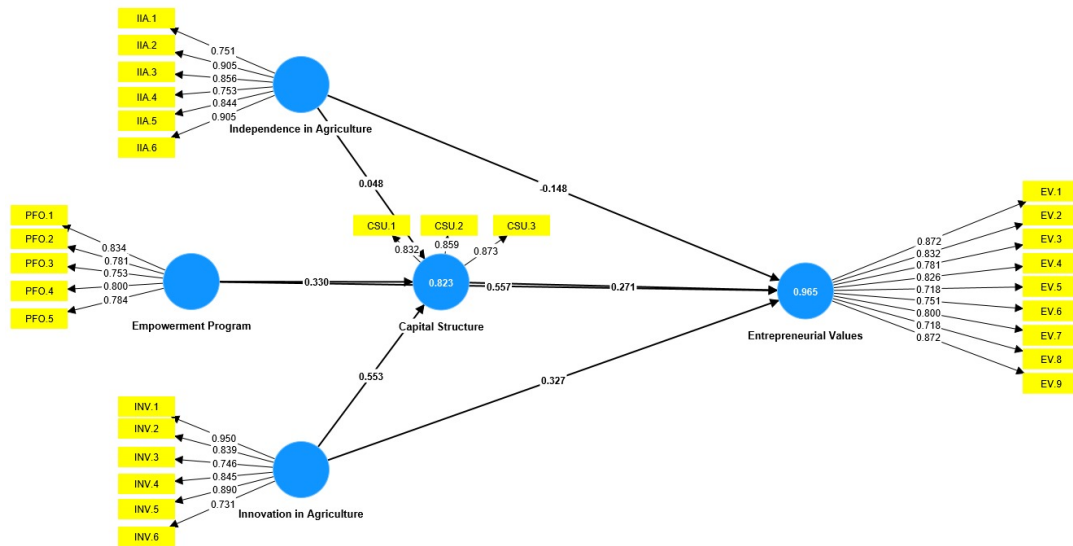 IIA.1
IIA.2
IIA.3
IIA.4
IIA.5
IIA.6
0.751
0.905
0.856
0.753
0.844
0.905
Independence in Agriculture
0.048
-0.148
PFO.1
PFO.2
PFO.3
PFO.4
PFO.5
0.834
0.781
0.753
0.800
0.784
Empowerment Program
0.330
CSU.1
CSU.2
CSU.3
0.832
0.859
0.873
0.823
Capital Structure
0.557
0.271
0.553
0.327
INV.1
INV.2
INV.3
INV.4
INV.5
INV.6
0.950
0.839
0.746
0.845
0.890
0.731
Innovation in Agriculture
0.965
Entrepreneurial Values
0.872
0.832
0.781
0.826
0.718
0.751
0.800
0.718
0.872
EV.1
EV.2
EV.3
EV.4
EV.5
EV.6
EV.7
EV.8
EV.9